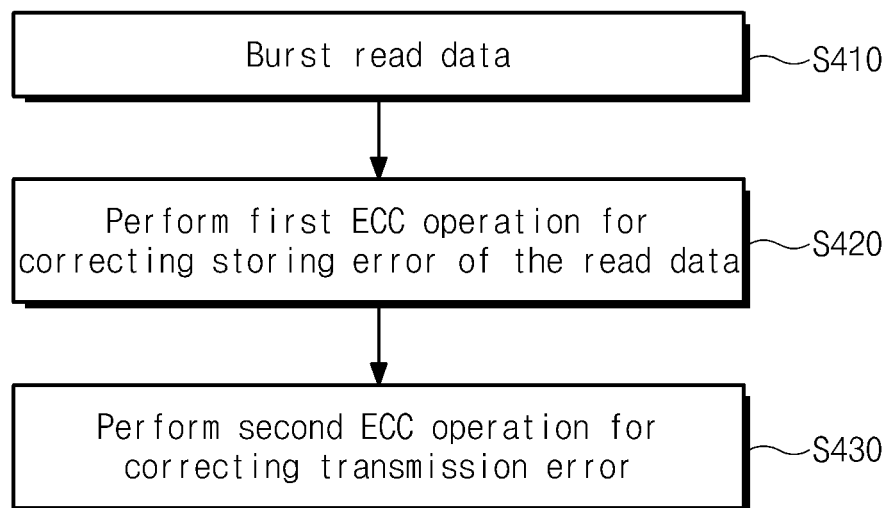 Burst read data
S410
Perform first ECC operation for
correcting storing error of the read data
S420
Perform second ECC operation for
correcting transmission error
S430